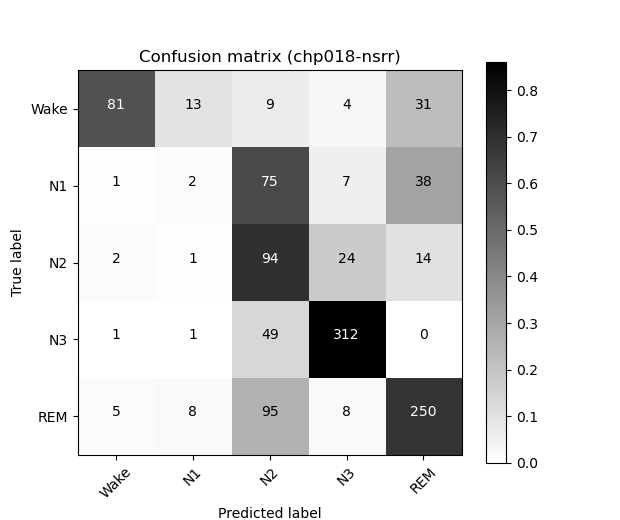 Confusion matrix (chp018-nsrr)
Wake 81 13 9 4 31
N1 1 2 75 7 38
N2 2 1 94 24 14
N3 1 1 49 312 0
REM 5 8 95 8 250
True label
Wake N1 N2 N3 REM
Predicted label
0.8
0.7
0.6
0.5
0.4
0.3
0.2
0.1
0.0